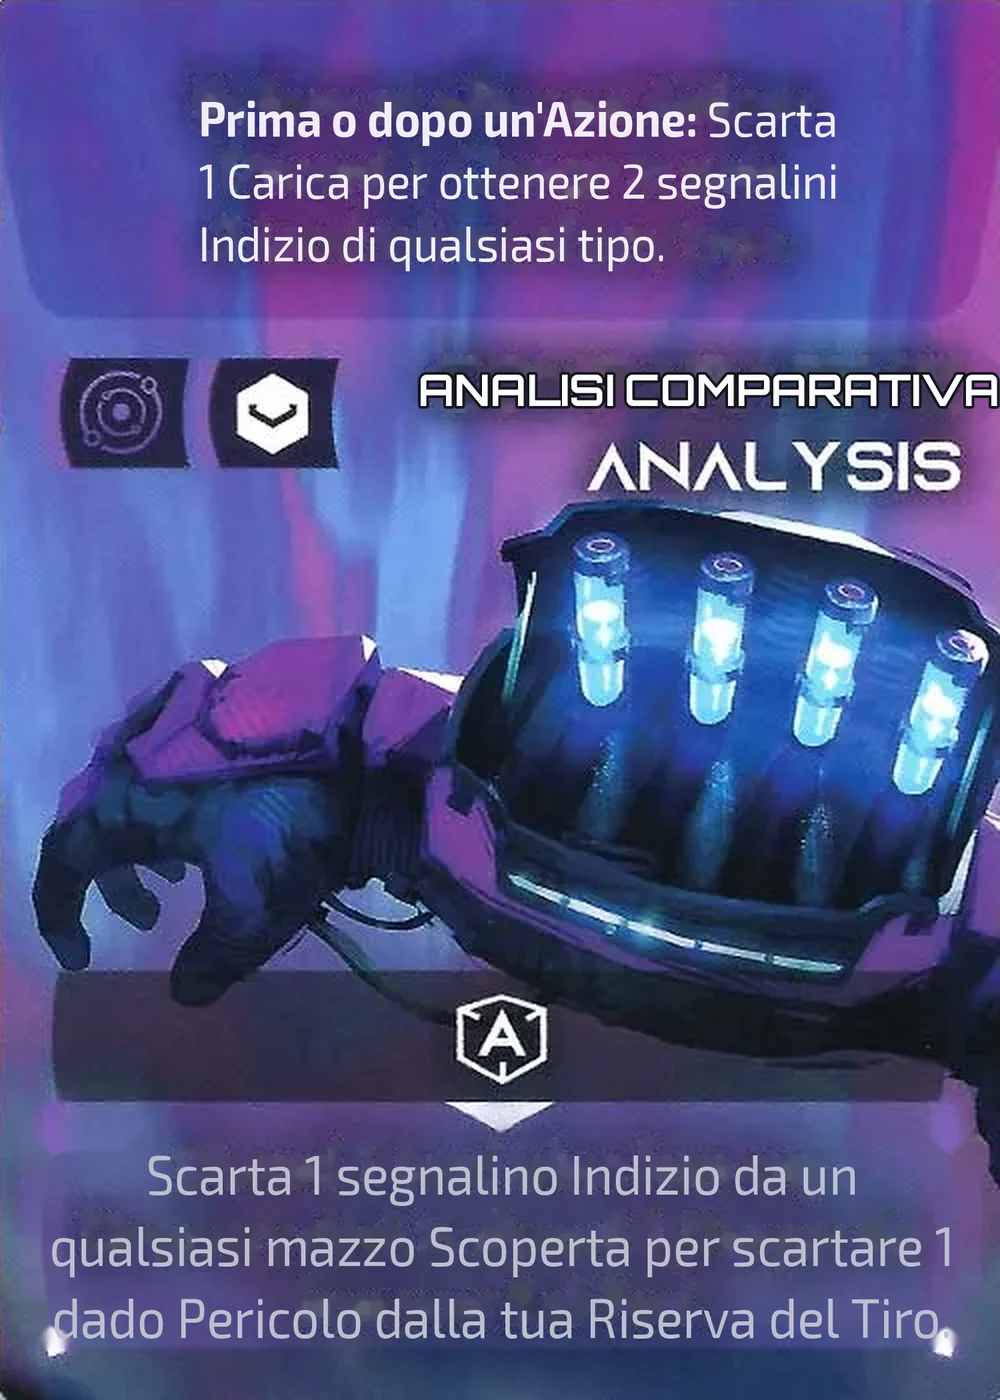 Prima o dopo un'Azione: Scarta
1 Carica per ottenere 2 segnalini
Indizio di qualsiasi tipo.
ANALISI COMPARATIVA
ANALYSIS
A
Scarta 1 segnalino Indizio da un
qualsiasi mazzo Scoperta per scartare 1
dado Pericolo dalla tua Riserva del Tiro.